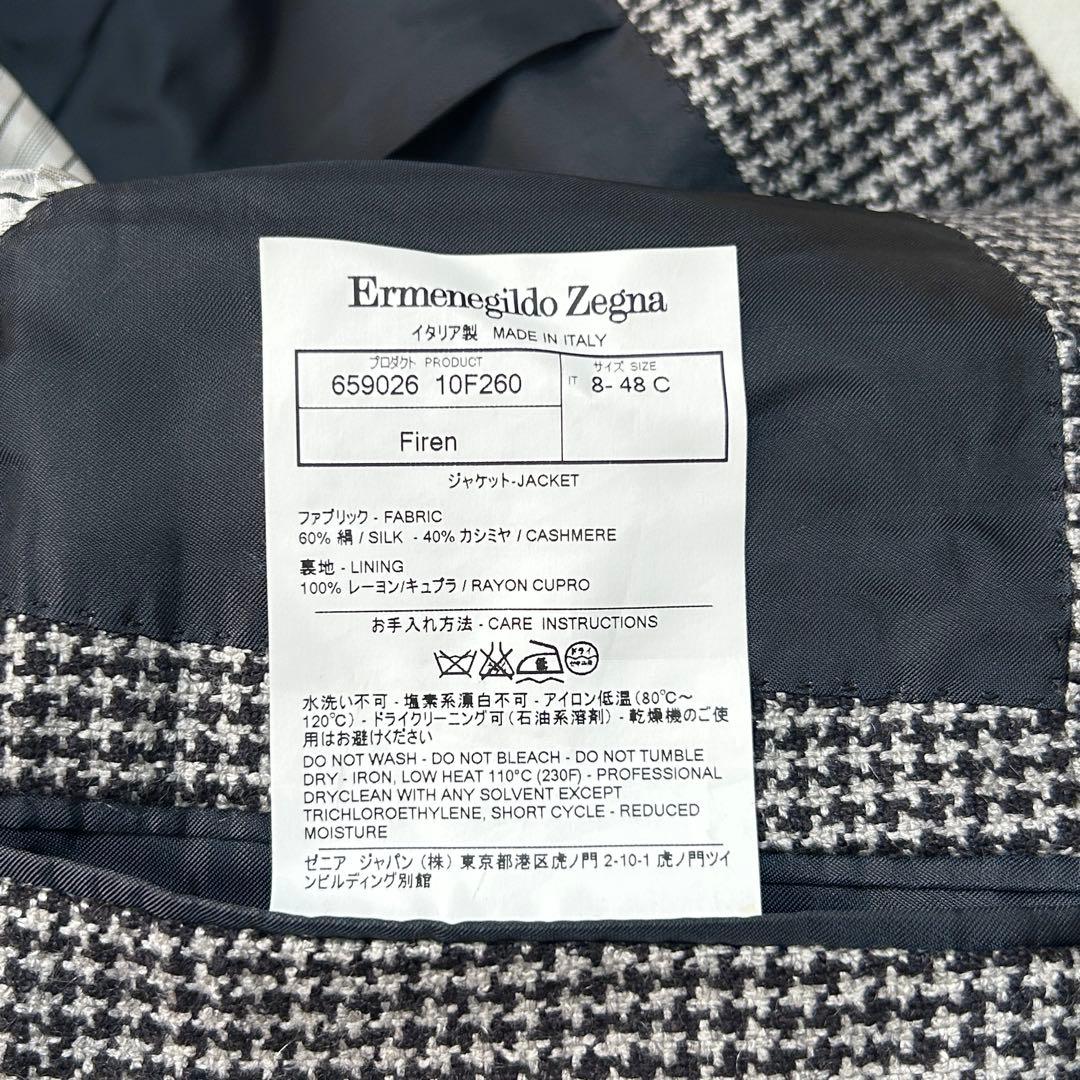 Ermenegildo Zegna
イタリア製 MADE IN ITALY
プロダクト PRODUCT
659026 10F260
サイズ SIZE
IT 8- 48 C
Firen
ジャケット-JACKET
ファブリック - FABRIC
60% 絹 / SILK - 40% カシミヤ / CASHMERE
裏地 - LINING
100% レーヨン/キュプラ / RAYON CUPRO
お手入れ方法 - CARE INSTRUCTIONS
低 ドライ
水洗い不可 - 塩素系漂白不可 - アイロン低温(80℃～
120℃) - ドライクリーニング可(石油系溶剤) - 乾燥機のご使
用はお避けください
DO NOT WASH - DO NOT BLEACH - DO NOT TUMBLE
DRY - IRON, LOW HEAT 110°C (230F) - PROFESSIONAL
DRYCLEAN WITH ANY SOLVENT EXCEPT
TRICHLOROETHYLENE, SHORT CYCLE - REDUCED
MOISTURE
ゼニア ジャパン (株) 東京都港区虎ノ門 2-10-1 虎ノ門ツイ
ンビルディング別館